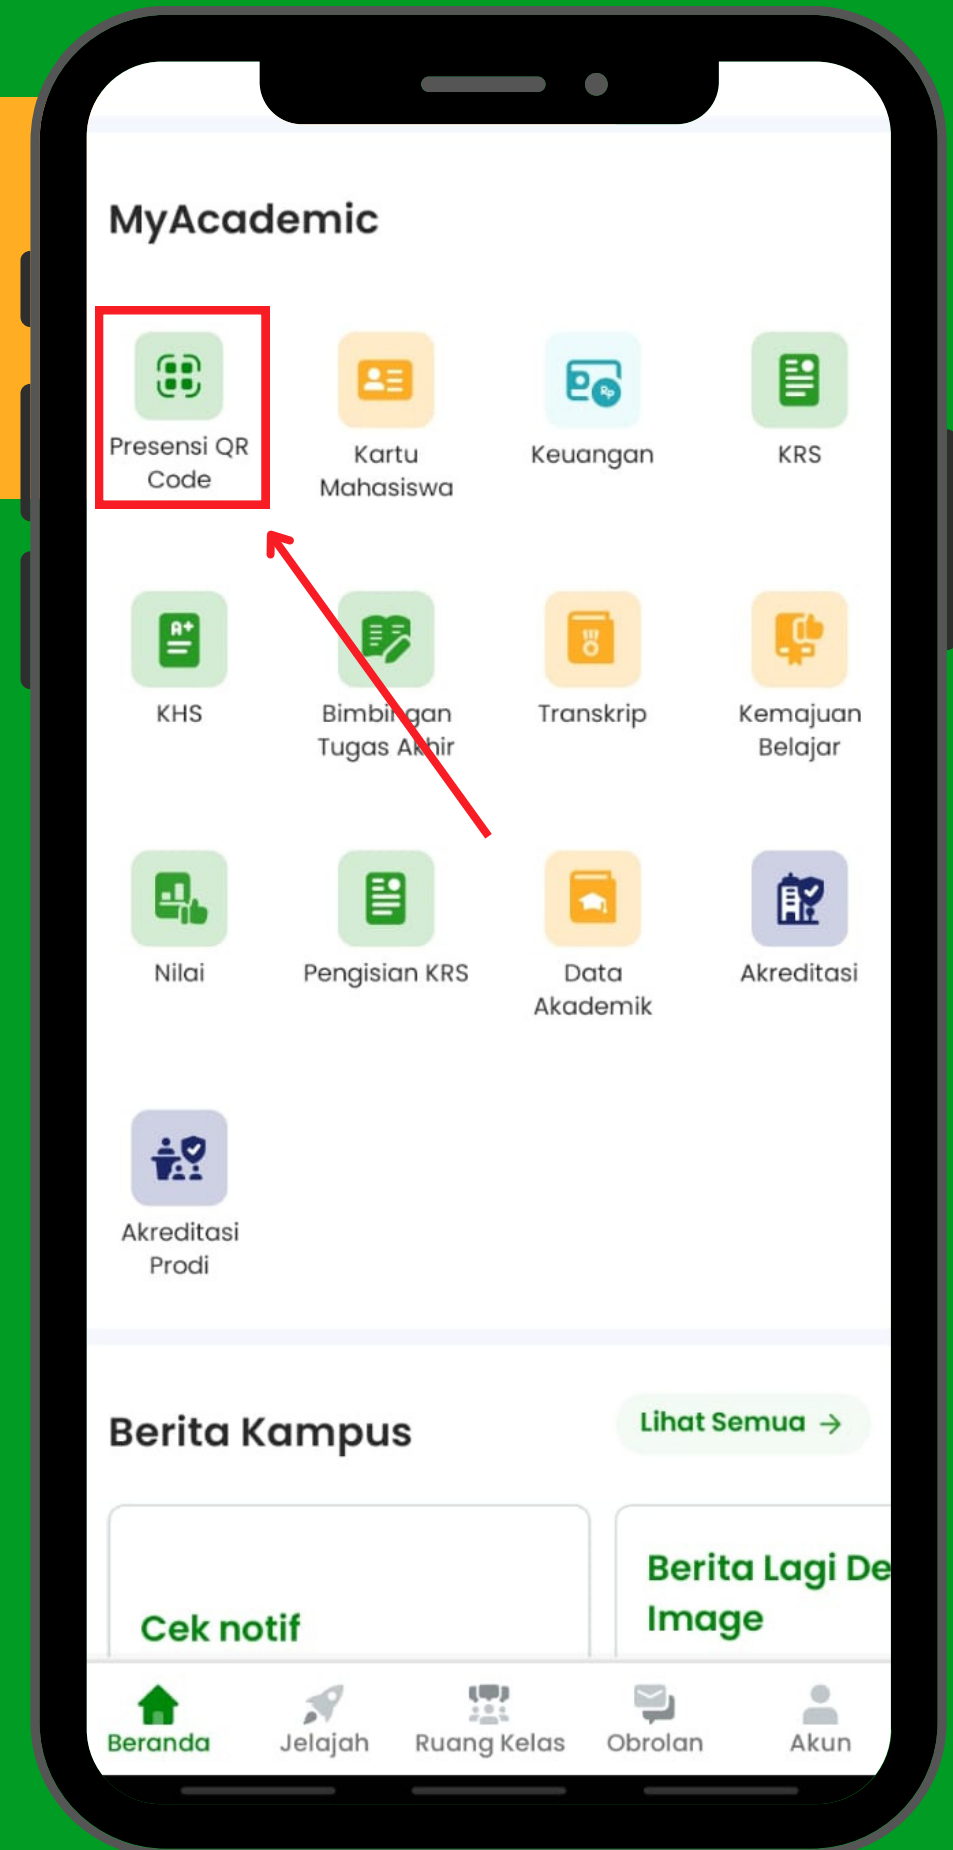 MyAcademic
Presensi QR
Code
Kartu
Mahasiswa
Keuangan
Rp
KRS
A+
KHS
Bimbingan
Tugas Akhir
Transkrip
Kemajuan
Belajar
Nilai
Pengisian KRS
Data
Akademik
Akreditasi
Akreditasi
Prodi
Berita Kampus
Lihat Semua →
Cek notif
Berita Lagi De
Image
Beranda
Jelajah
Ruang Kelas
Obrolan
Akun